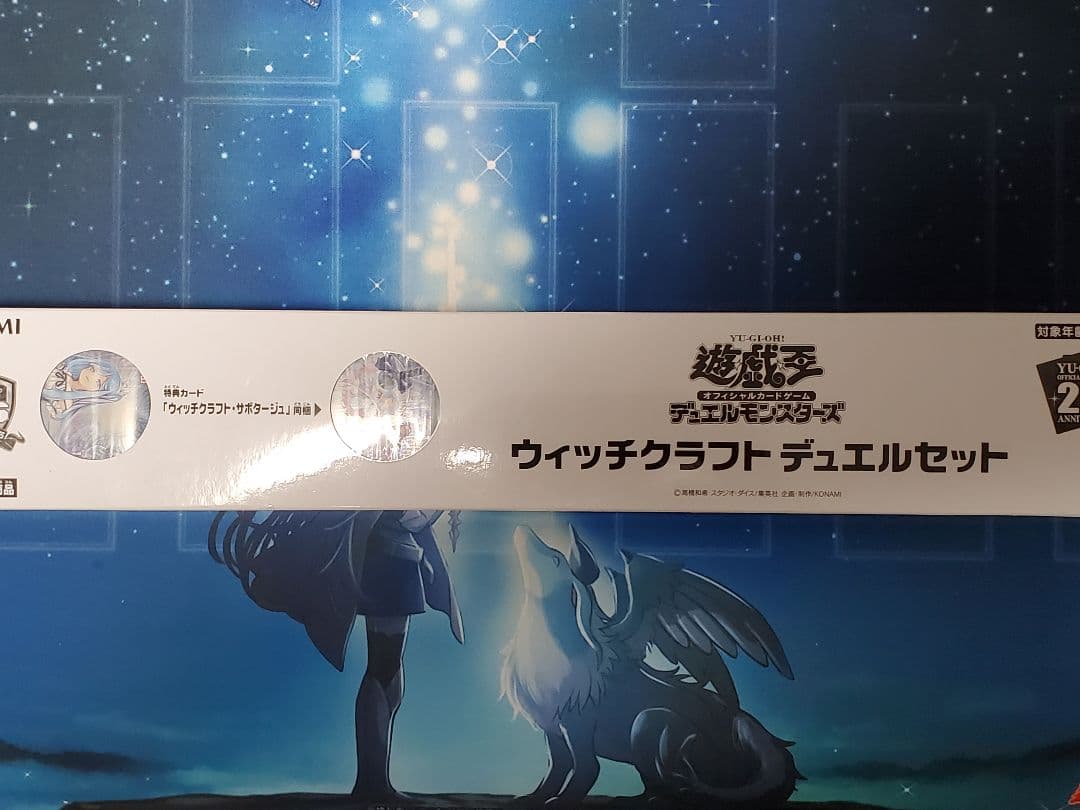 MI
特典カード
「ウィッチクラフト・サボタージュ」同梱▶
YU-GI-OH!
遊戯王
オフィシャルカードゲーム
デュエルモンスターズ
ウィッチクラフト デュエルセット
©高橋和希 スタジオ・ダイス/集英社 企画・制作/KONAMI
対象年齢
YU-G
OFFICIAL
2
ANNI
商品